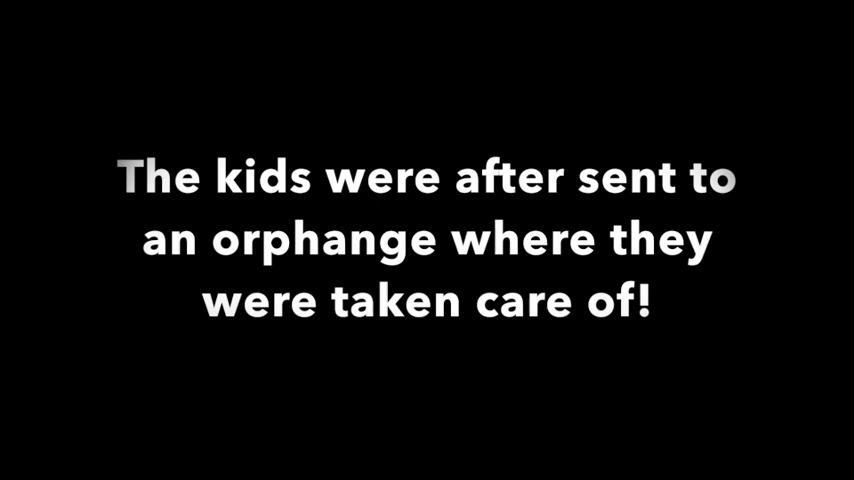 The kids were after sent to
an orphange where they
were taken care of!